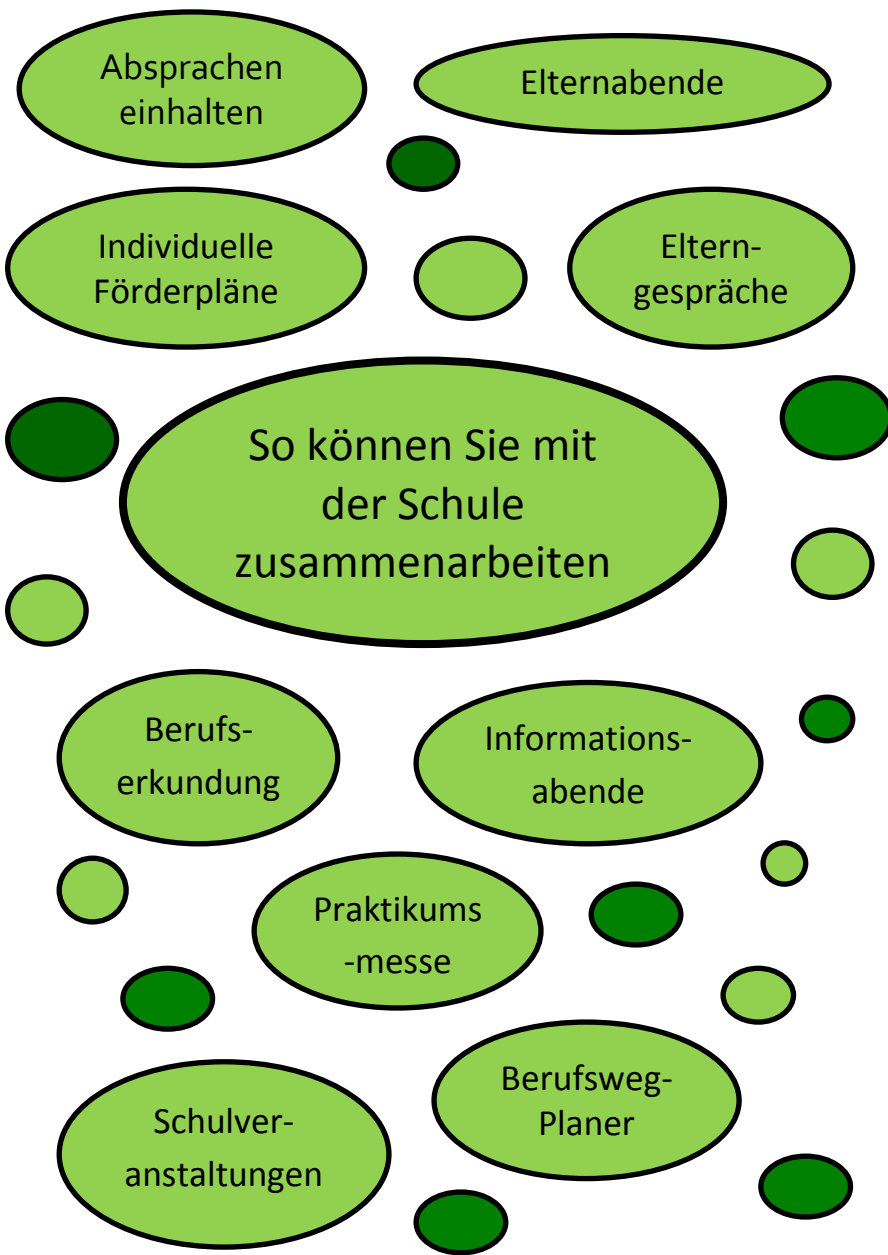 Absprachen
einhalten
Elternabende
Individuelle
Förderpläne
Eltern-
gespräche
So können Sie mit
der Schule
zusammenarbeiten
Berufs-
erkundung
Informations-
abende
Praktikums
-messe
Berufsweg-
Planer
Schulver-
anstaltungen